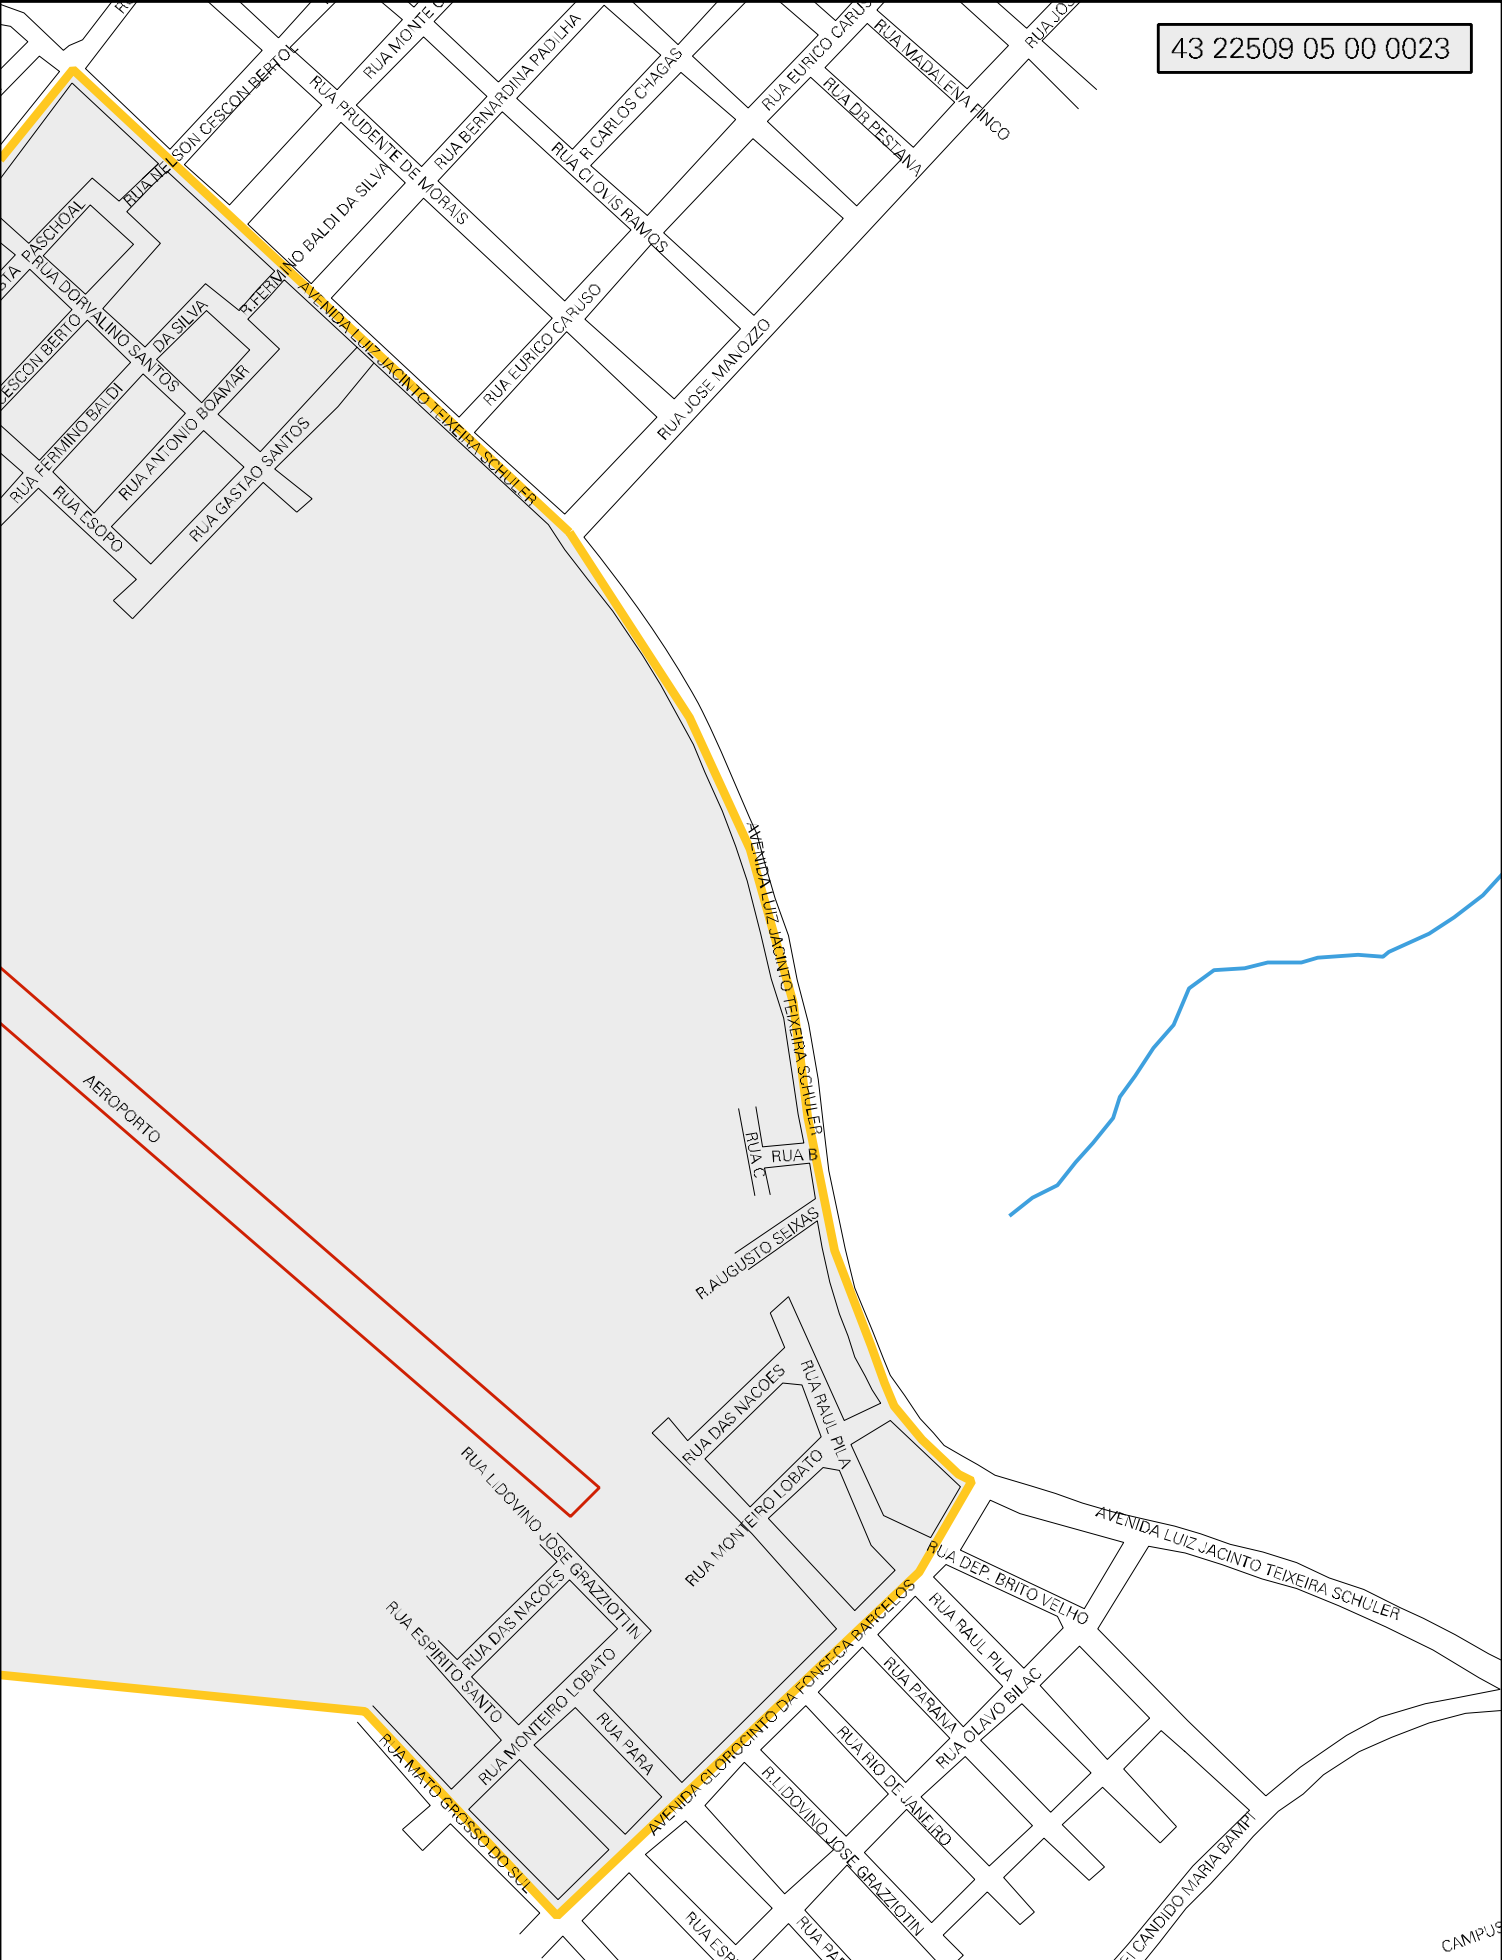 43 22509 05 00 0023
RUA MONTE
RUA BERNARDINA PADILHA
RUA EURICO CARUSO
RUA MADALENA FINCO
RUA NELSON CESCON BERTOL
RUA PRUDENTE DE MORAIS
R CARLOS CHAGAS
RUA DR PESTANA
RUA CLOVIS RAMOS
R.FERMINO BALDI DA SILVA
PASCHOAL
RUA DORVALINO SANTOS
DA SILVA
CESCON BERTO
AVENIDA LUIZ JACINTO TEIXEIRA SCHULER
RUA EURICO CARUSO
RUA JOSE MANOZZO
RUA FERMINO BALDI
RUA ANTONIO BOAMAR
RUA GASTAO SANTOS
RUA ESOPO
AVENIDA LUIZ JACINTO TEIXEIRA SCHULER
AEROPORTO
RUA C
RUA B
R.AUGUSTO SEIXAS
RUA DAS NACOES
RUA RAUL PILA
RUA MONTEIRO LOBATO
RUA LIDOVINO JOSE GRAZZIOTIN
AVENIDA LUIZ JACINTO TEIXEIRA SCHULER
RUA DEP. BRITO VELHO
RUA DAS NACOES
RUA ESPIRITO SANTO
RUA MONTEIRO LOBATO
RUA PARA
AVENIDA GLOROCINTO DA FONSECA BARCELOS
RUA RAUL PILA
RUA PARANA
RUA OLAVO BILAC
RUA RIO DE JANEIRO
R.LIDOVINO JOSE GRAZZIOTIN
RUA MATO GROSSO DO SUL
CANDIDO MARIA BAMPI
RUA ESPI
RUA PAR
CAMPUS